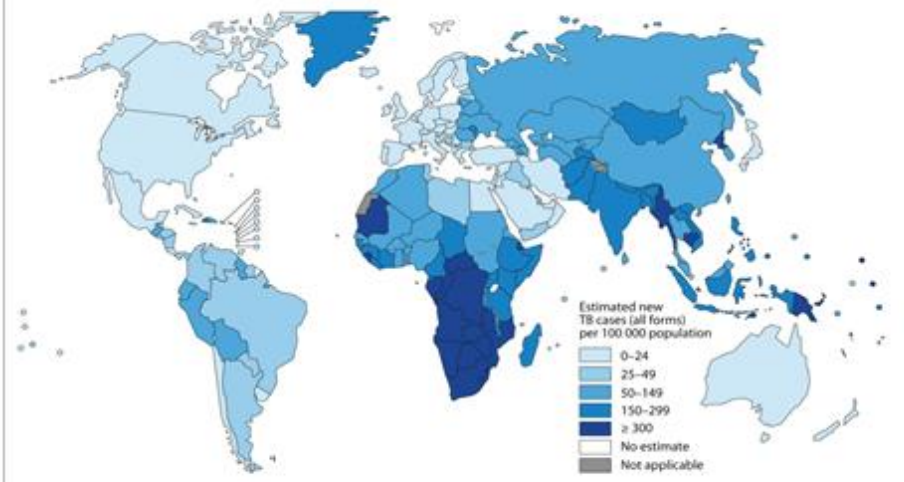 Estimated new
TB cases (all forms)
per 100 000 population
0–24
25–49
50–149
150–299
≥ 300
No estimate
Not applicable